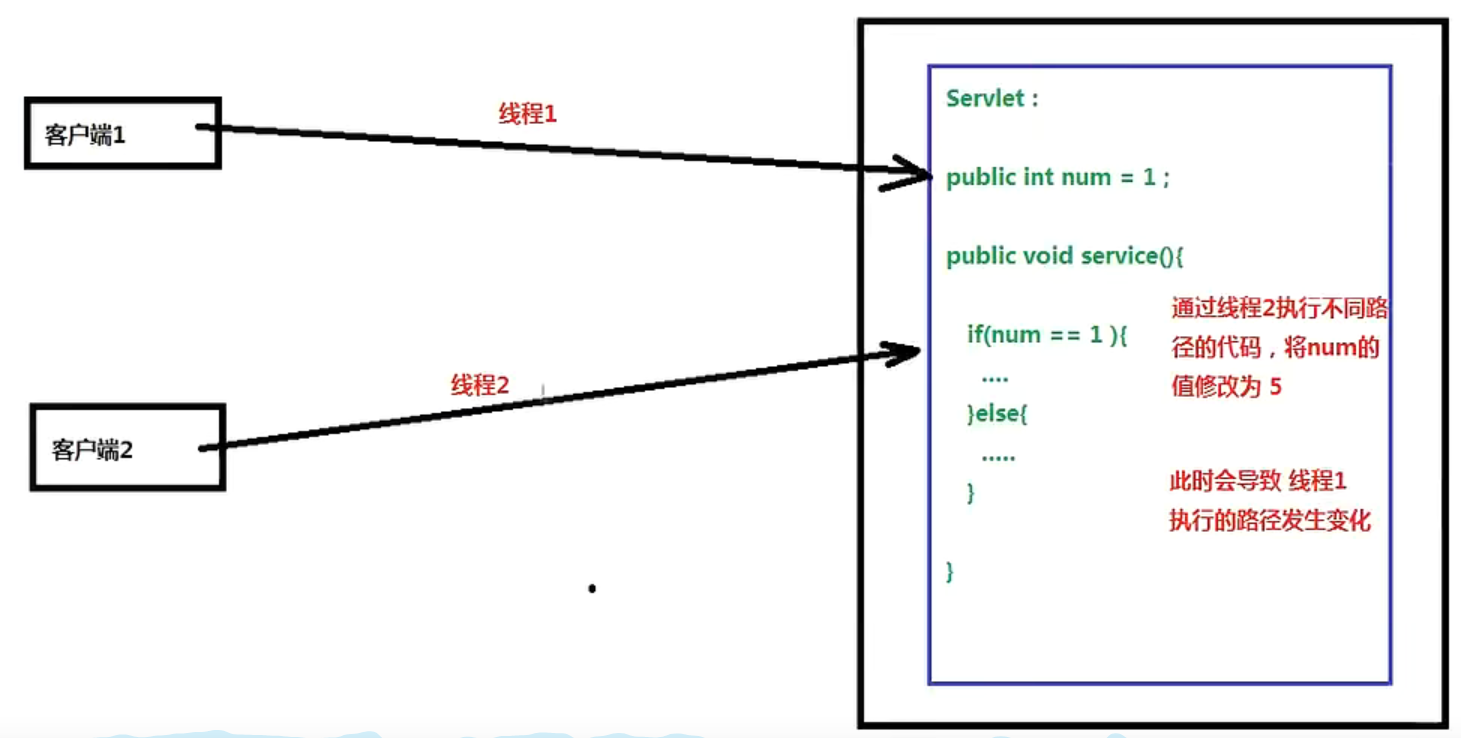 客户端1
线程1
客户端2
线程2
Servlet :
public int num = 1 ;
public void service(){
if(num == 1 ){
....
}else{
.....
}
}
通过线程2执行不同路
径的代码，将num的
值修改为 5
此时会导致 线程1
执行的路径发生变化